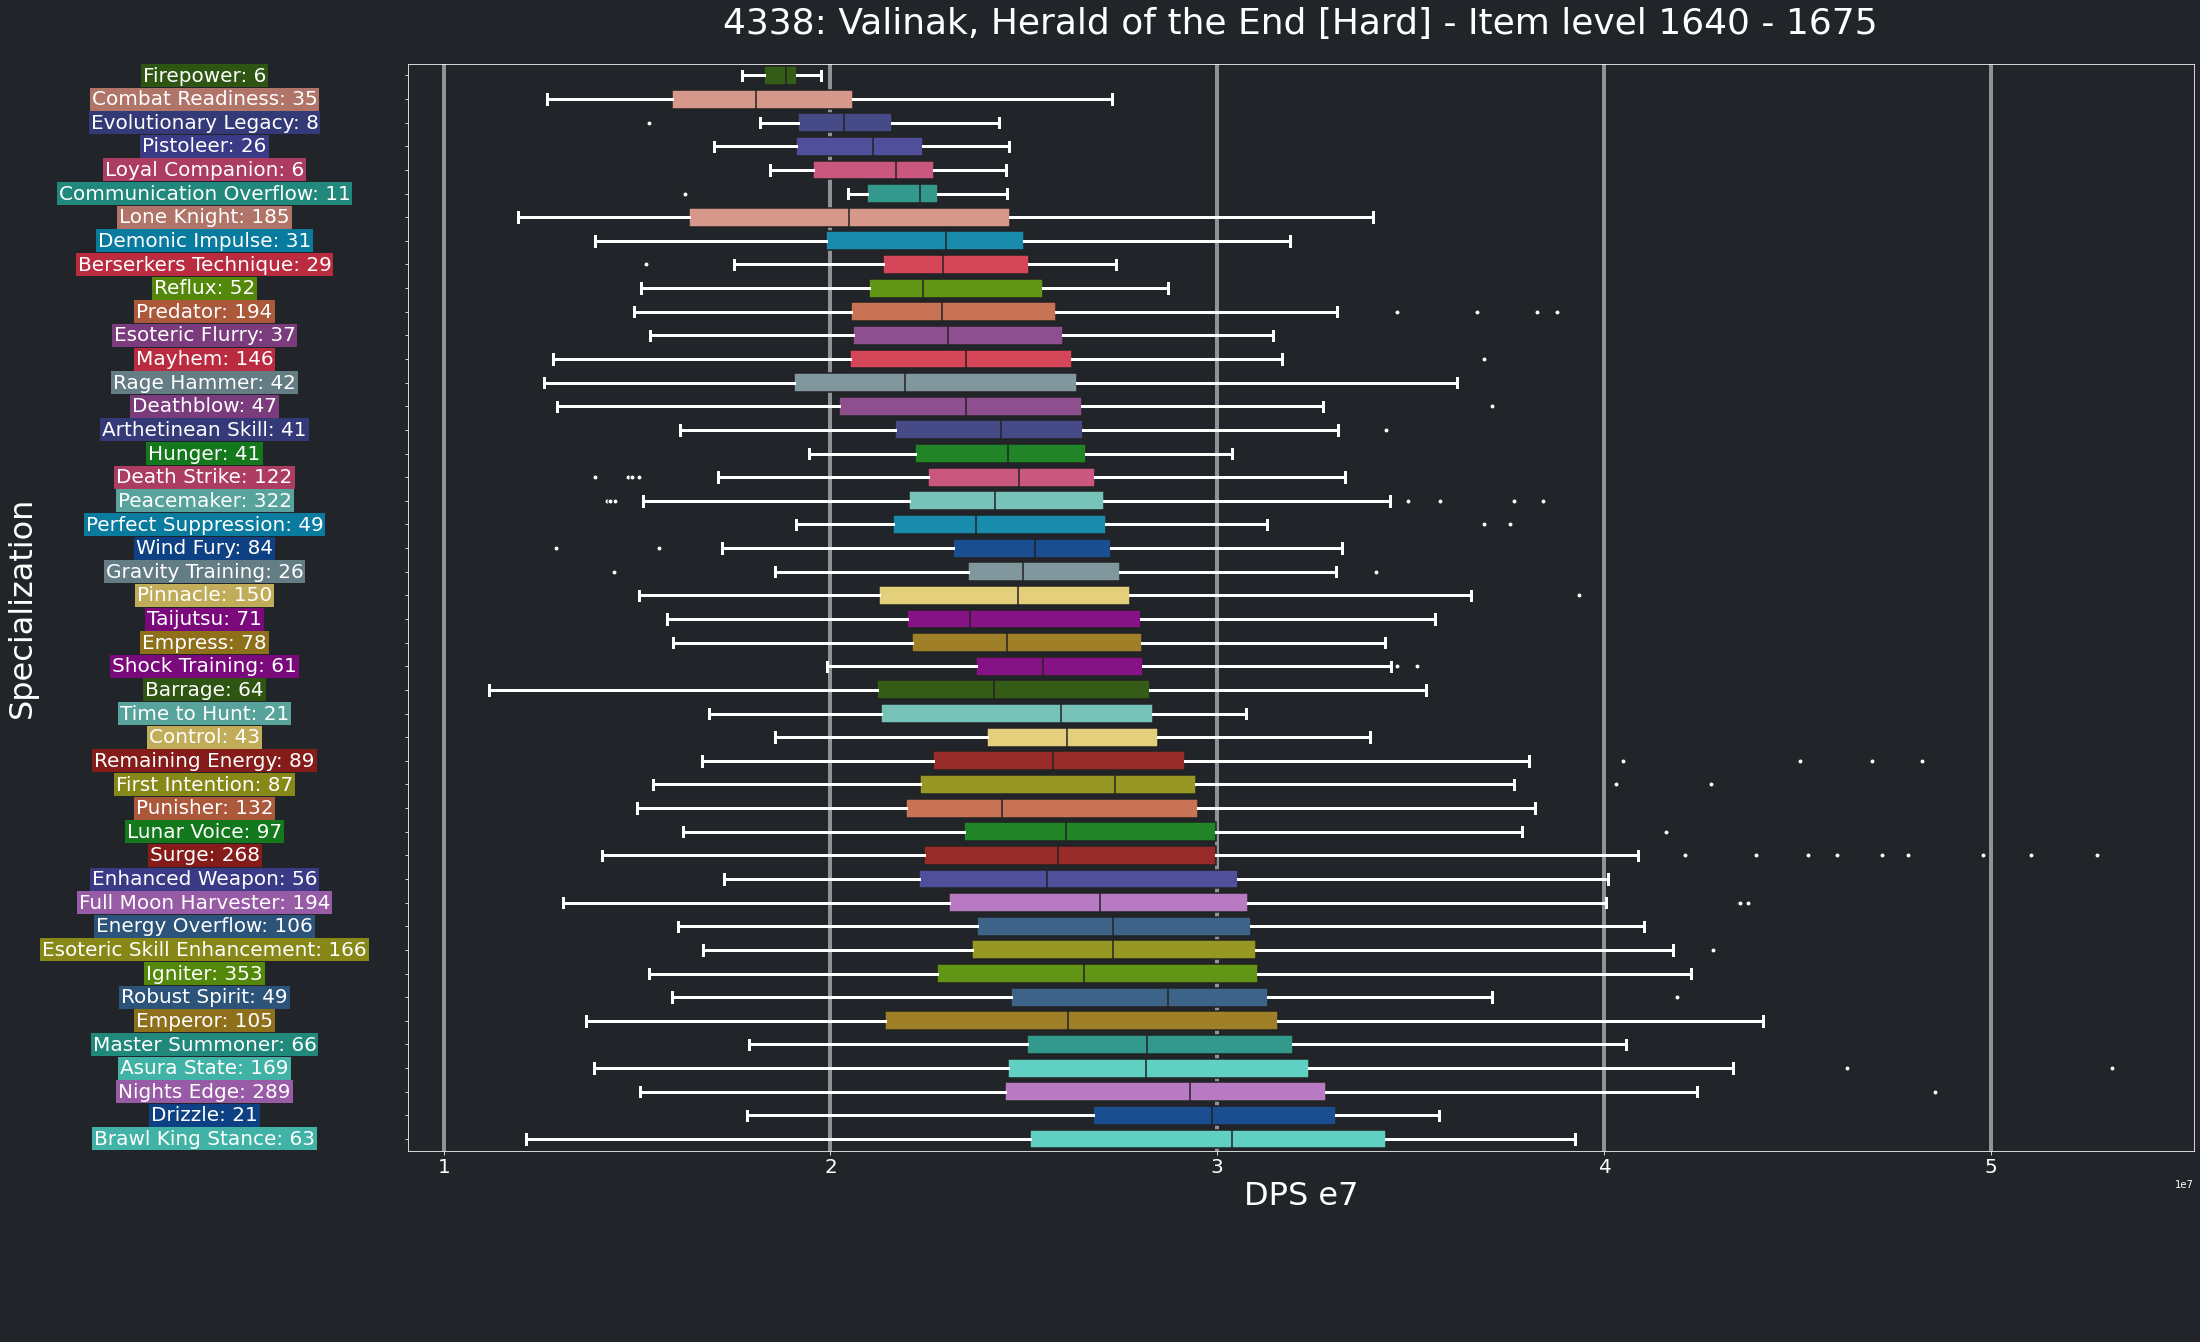 4338: Valinak, Herald of the End [Hard] - Item level 1640 - 1675
Specialization
Firepower: 6
Combat Readiness: 35
Evolutionary Legacy: 8
Pistoleer: 26
Loyal Companion: 6
Communication Overflow: 11
Lone Knight: 185
Demonic Impulse: 31
Berserkers Technique: 29
Reflux: 52
Predator: 194
Esoteric Flurry: 37
Mayhem: 146
Rage Hammer: 42
Deathblow: 47
Arthetinean Skill: 41
Hunger: 41
Death Strike: 122
Peacemaker: 322
Perfect Suppression: 49
Wind Fury: 84
Gravity Training: 26
Pinnacle: 150
Taijutsu: 71
Empress: 78
Shock Training: 61
Barrage: 64
Time to Hunt: 21
Control: 43
Remaining Energy: 89
First Intention: 87
Punisher: 132
Lunar Voice: 97
Surge: 268
Enhanced Weapon: 56
Full Moon Harvester: 194
Energy Overflow: 106
Esoteric Skill Enhancement: 166
Igniter: 353
Robust Spirit: 49
Emperor: 105
Master Summoner: 66
Asura State: 169
Nights Edge: 289
Drizzle: 21
Brawl King Stance: 63
1 2 3 4 5
1e7
DPS e7